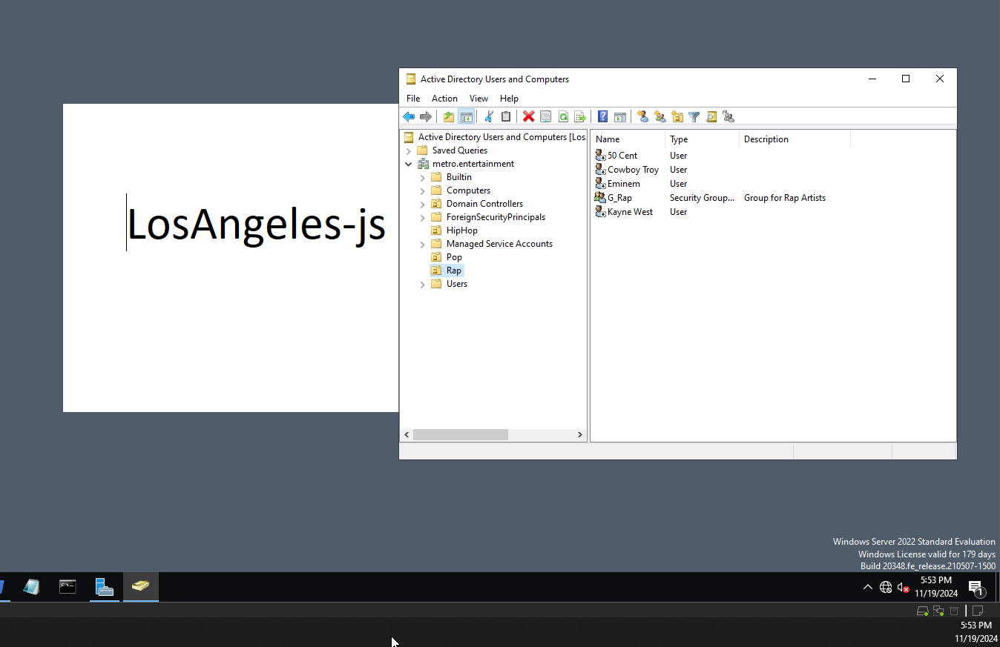 LosAngeles-js
Active Directory Users and Computers
File Action View Help
Active Directory Users and Computers [Los
Saved Queries
metro.entertainment
Builtin
Computers
Domain Controllers
ForeignSecurityPrincipals
HipHop
Managed Service Accounts
Pop
Rap
Users
Name Type Description
50 Cent User
Cowboy Troy User
Eminem User
G_Rap Security Group... Group for Rap Artists
Kayne West User
Windows Server 2022 Standard Evaluation
Windows License valid for 179 days
Build 20348.fe_release.210507-1500
5:53 PM
11/19/2024
1
5:53 PM
11/19/2024